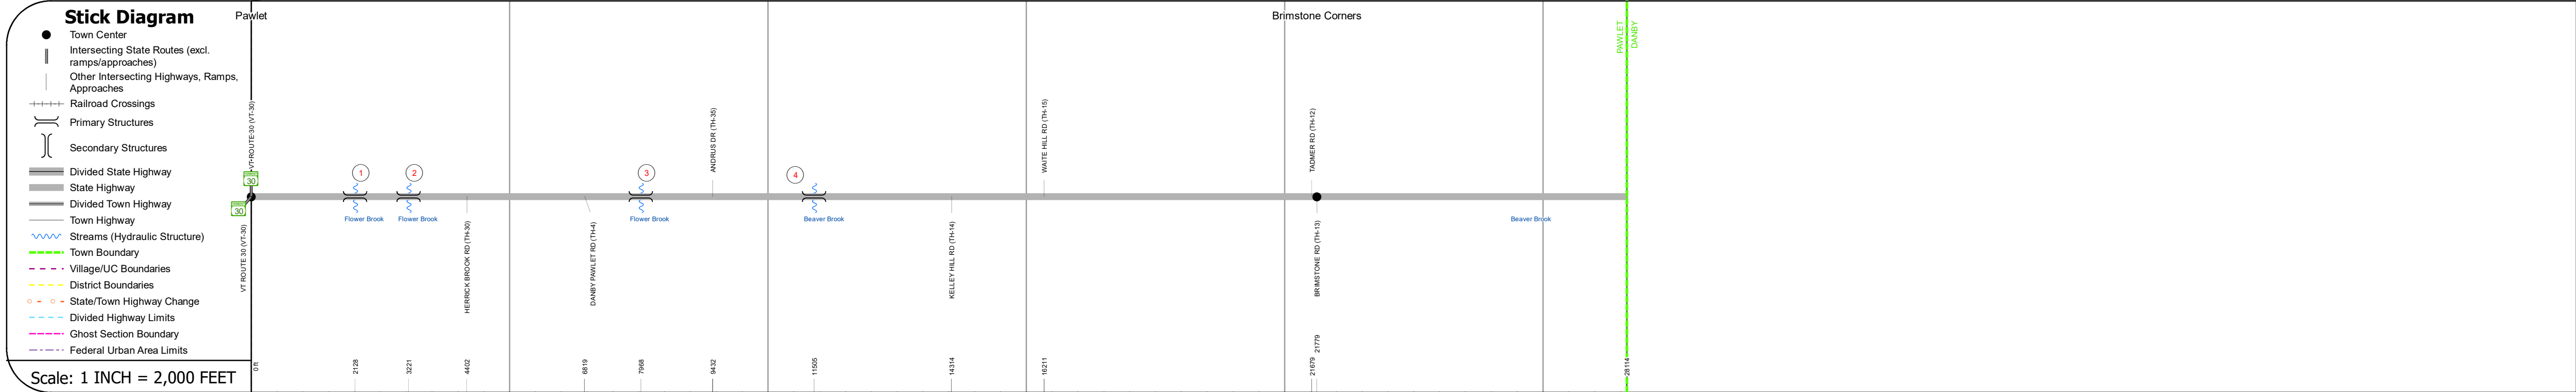 Stick Diagram
Town Center
Intersecting State Routes (excl.
ramps/approaches)
Other Intersecting Highways, Ramps,
Approaches
Railroad Crossings
Primary Structures
Secondary Structures
Divided State Highway
State Highway
Divided Town Highway
Town Highway
Streams (Hydraulic Structure)
Town Boundary
Village/UC Boundaries
District Boundaries
State/Town Highway Change
Divided Highway Limits
Ghost Section Boundary
Federal Urban Area Limits
Scale: 1 INCH = 2,000 FEET
Pawlet
Brimstone Corners
PAWLET
DANBY
VT-ROUTE-30 (VT-30)
ANDRUS DR (TH-35)
WAITE HILL RD (TH-15)
TADMER RD (TH-12)
30
1
2
3
4
30
Flower Brook
Flower Brook
Flower Brook
Beaver Brook
Beaver Brook
VT ROUTE 30 (VT-30)
HERRICK BROOK RD (TH-30)
DANBY PAWLET RD (TH-4)
KELLEY HILL RD (TH-14)
BRIMSTONE RD (TH-13)
0 ft
2128
3221
4402
6819
7968
9432
11505
14314
16211
21679
21779
28114